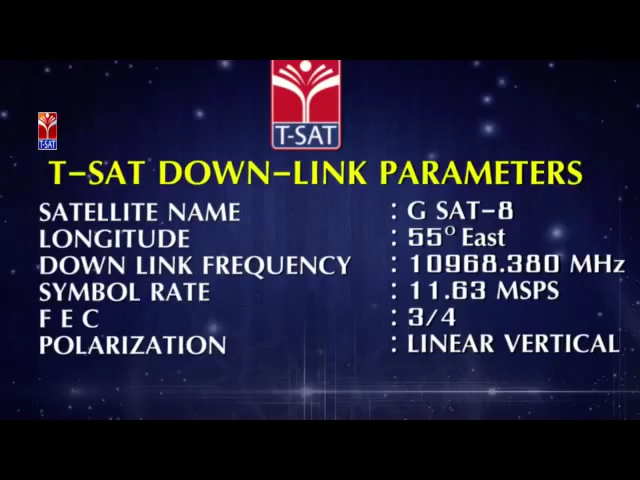 T-SAT
T-SAT
T-SAT DOWN-LINK PARAMETERS
SATELLITE NAME : G SAT-8
LONGITUDE : 55° East
DOWN LINK FREQUENCY : 10968.380 MHz
SYMBOL RATE : 11.63 MSPS
F E C : 3/4
POLARIZATION : LINEAR VERTICAL